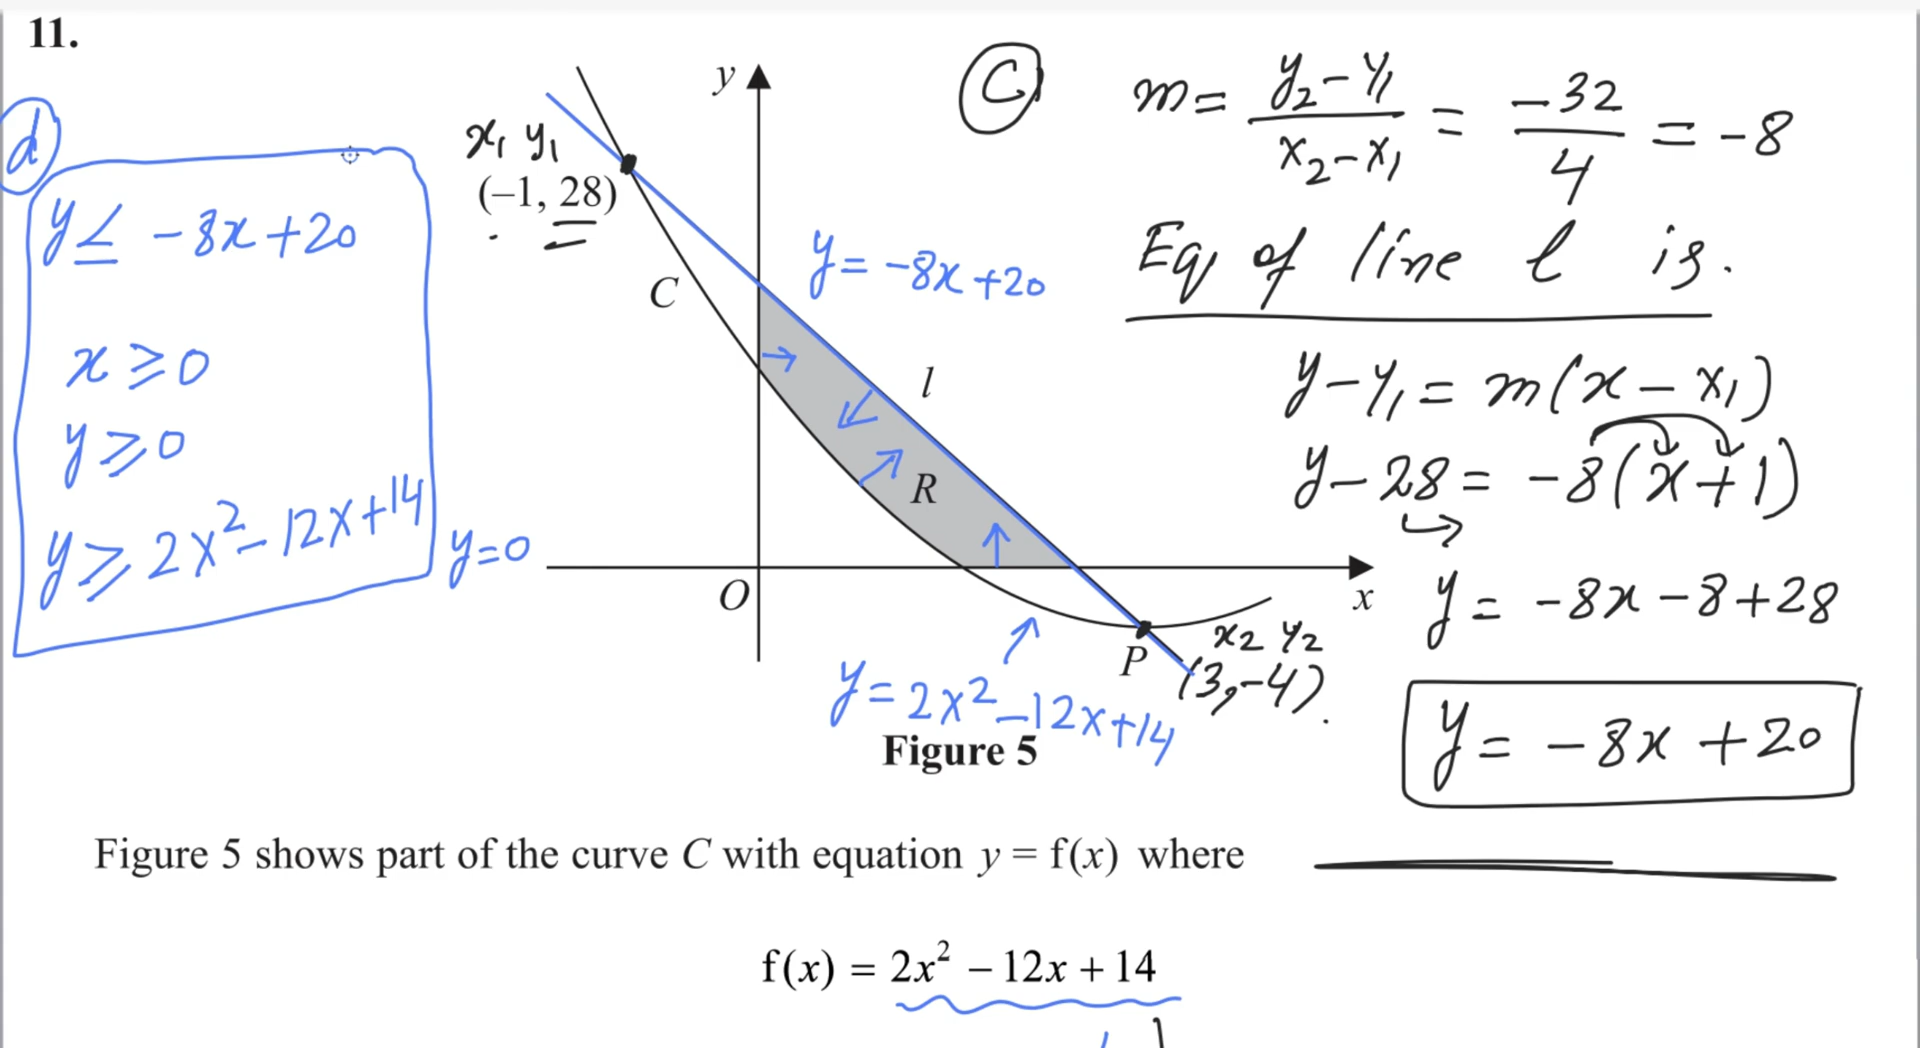 11.
d
y ≤ -8x+20
x ≥ 0
y ≥ 0
y ≥ 2x²-12x+14
y=0
y
x₁ y₁
(–1, 28)
C
y = -8x+20
l
R
O
x
P
x₂ y₂
(3,-4).
y = 2x²-12x+14
Figure 5
C
m = y₂-y₁ / x₂-x₁ = -32 / 4 = -8
Eq of line l is.
y-y₁ = m(x - x₁)
y-28 = -8(x+1)
y = -8x-8+28
y = -8x+20
Figure 5 shows part of the curve C with equation y = f(x) where
f(x) = 2x² – 12x + 14